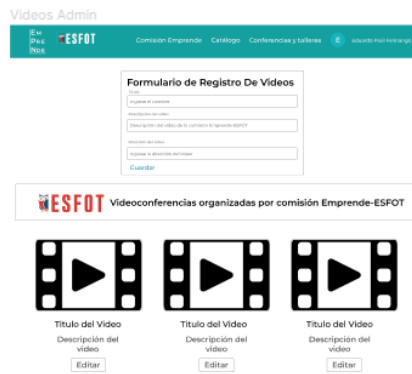 Videos Admin
EM
PRE
NDE
ESFOT
Comisión Emprende Catálogo Conferencias y talleres E
Formulario de Registro De Videos
Titulo
Ingrese el nombre
Descripción del video
Descripción del video de la comisión Emprende-ESFOT
Dirección del video
Ingrese la dirección del video
Guardar
ESFOT Videoconferencias organizadas por comisión Emprende-ESFOT
Titulo del Video Titulo del Video Titulo del Video
Descripción del Descripción del Descripción del
video video video
Editar Editar Editar